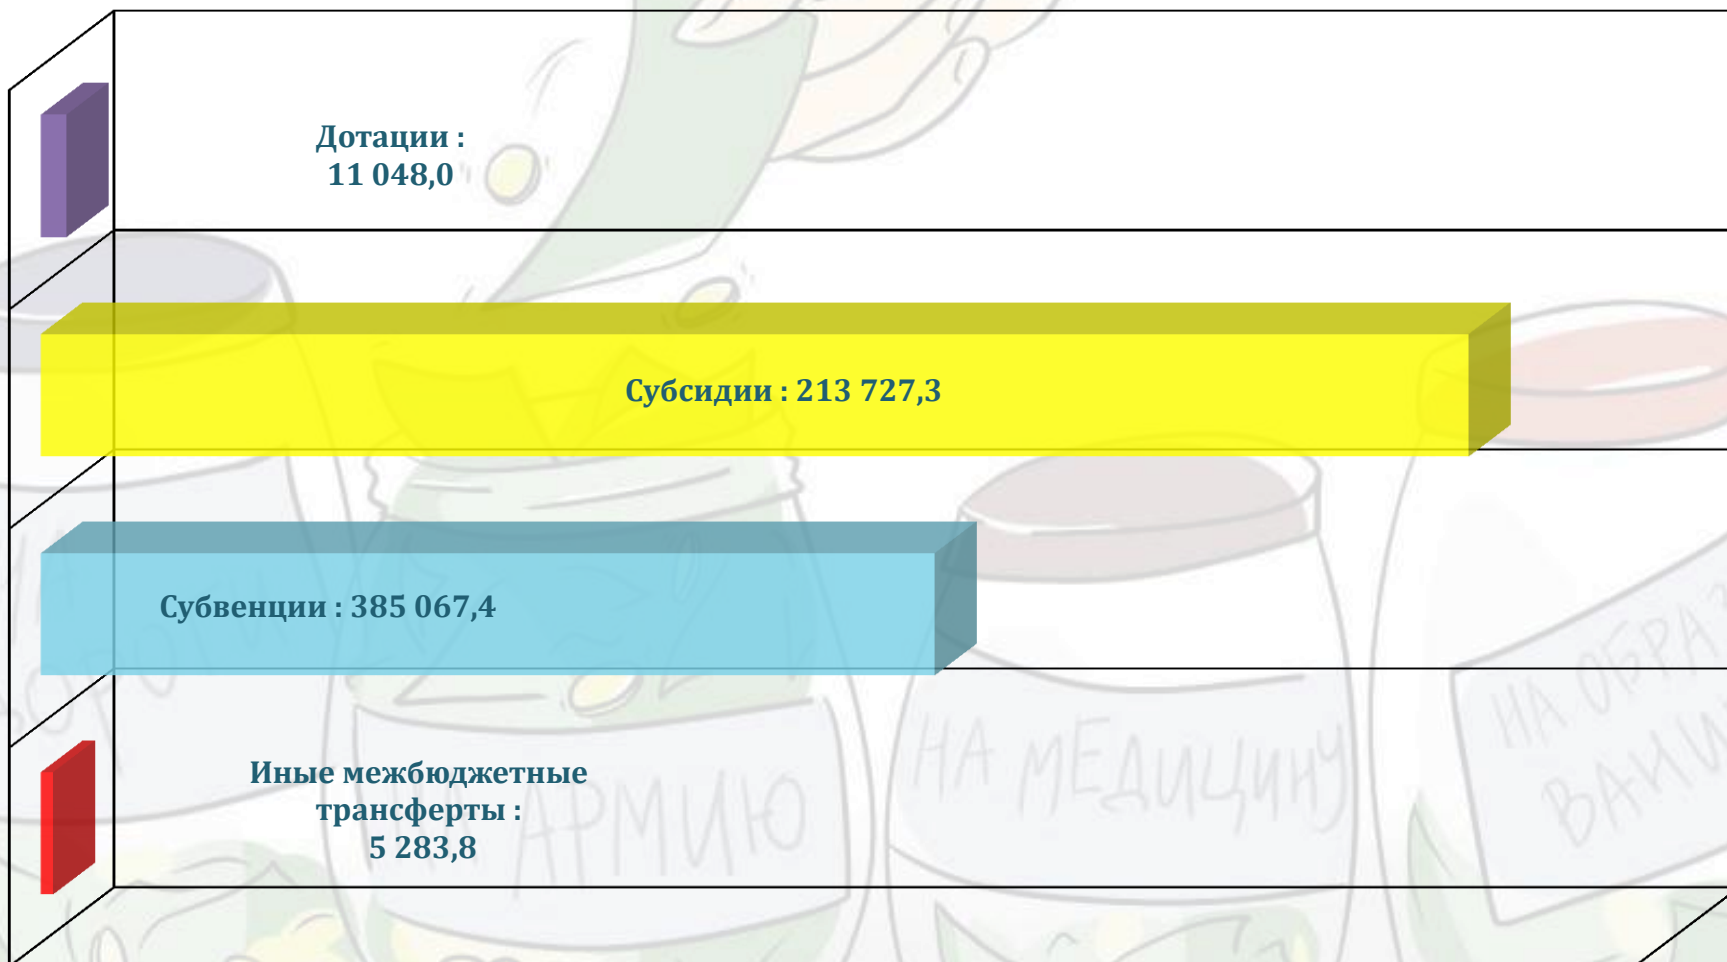 Дотации :
11 048,0
Субсидии : 213 727,3
Субвенции : 385 067,4
Иные межбюджетные
трансферты :
5 283,8
АРМИЮ
НА МЕДИЦИНУ
НА